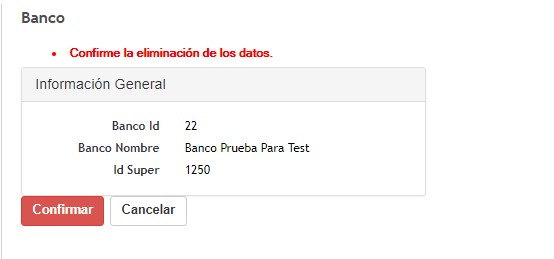 Banco
Confirme la eliminación de los datos.
Información General
Banco Id 22
Banco Nombre Banco Prueba Para Test
Id Super 1250
Confirmar Cancelar